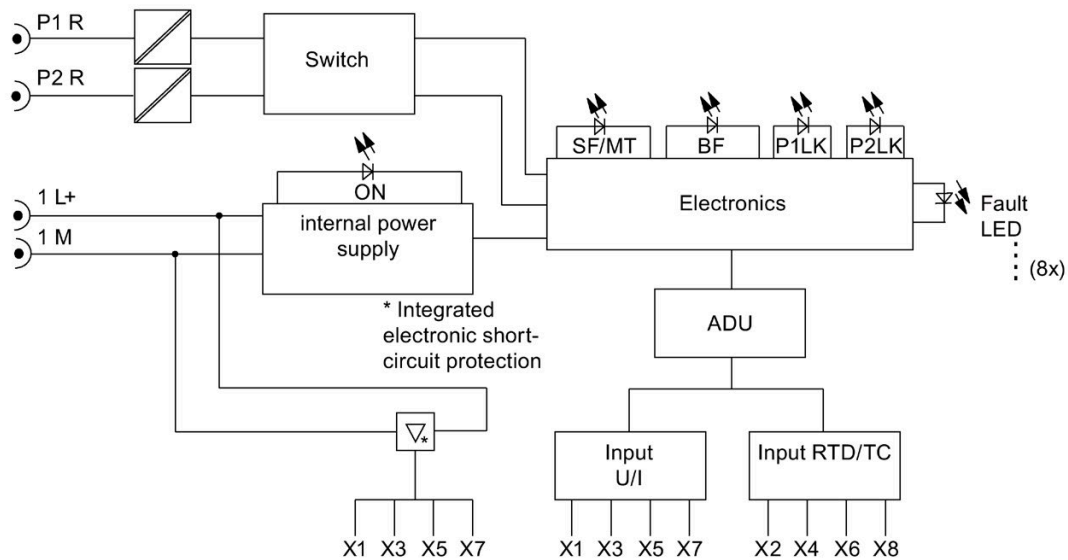 P1 R
P2 R
Switch
SF/MT
BF
P1LK
P2LK
ON
1 L+
1 M
internal power
supply
Electronics
Fault
LED
(8x)
* Integrated
electronic short-
circuit protection
ADU
*
Input
U/I
Input RTD/TC
X1 X3 X5 X7
X1 X3 X5 X7
X2 X4 X6 X8